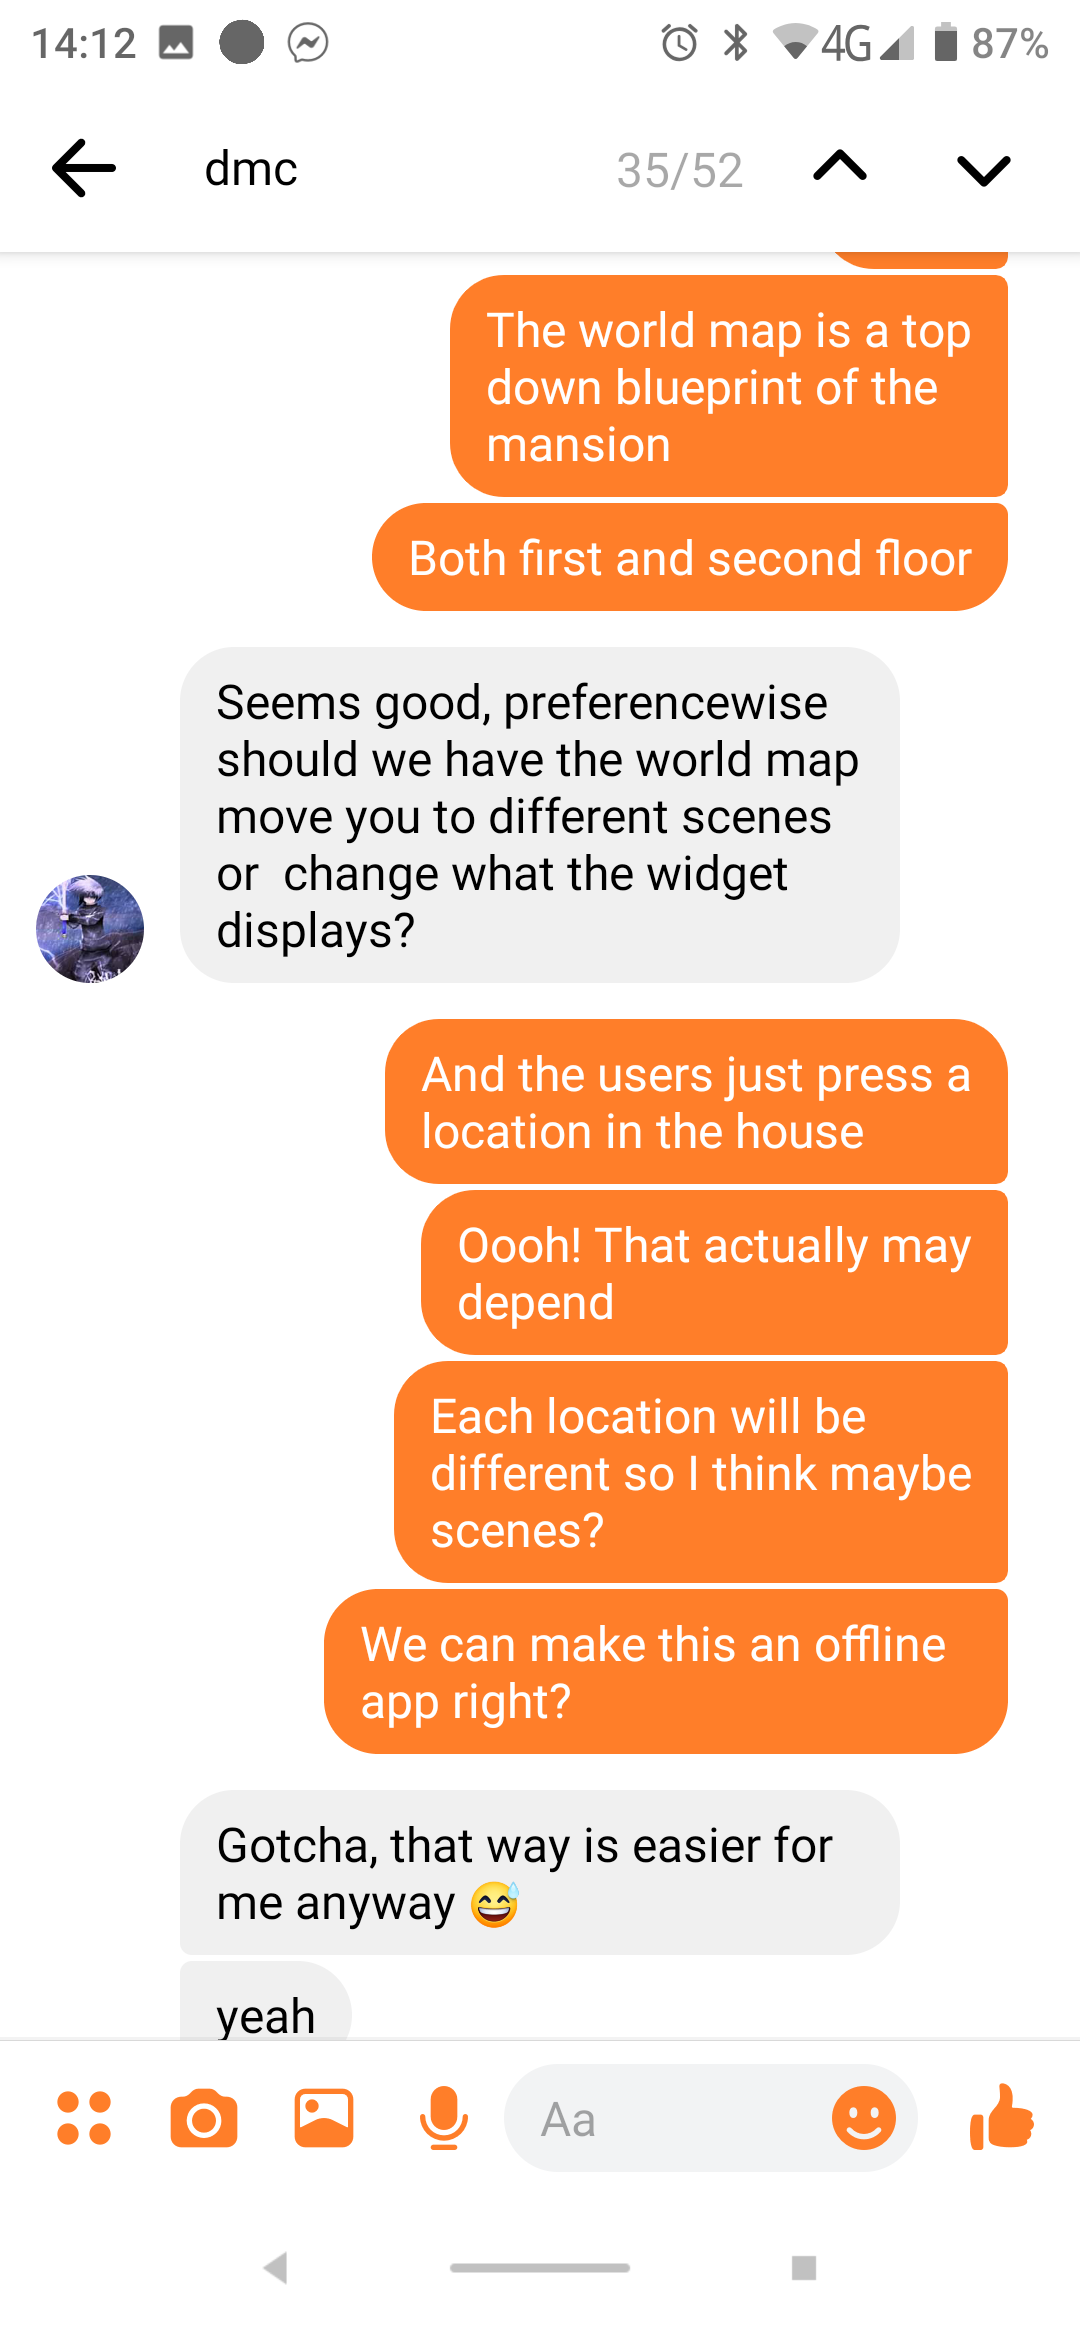 14:12 4G 87%
dmc 35/52
The world map is a top
down blueprint of the
mansion
Both first and second floor
Seems good, preferencewise
should we have the world map
move you to different scenes
or  change what the widget
displays?
And the users just press a
location in the house
Oooh! That actually may
depend
Each location will be
different so I think maybe
scenes?
We can make this an offline
app right?
Gotcha, that way is easier for
me anyway 😅
yeah
Aa